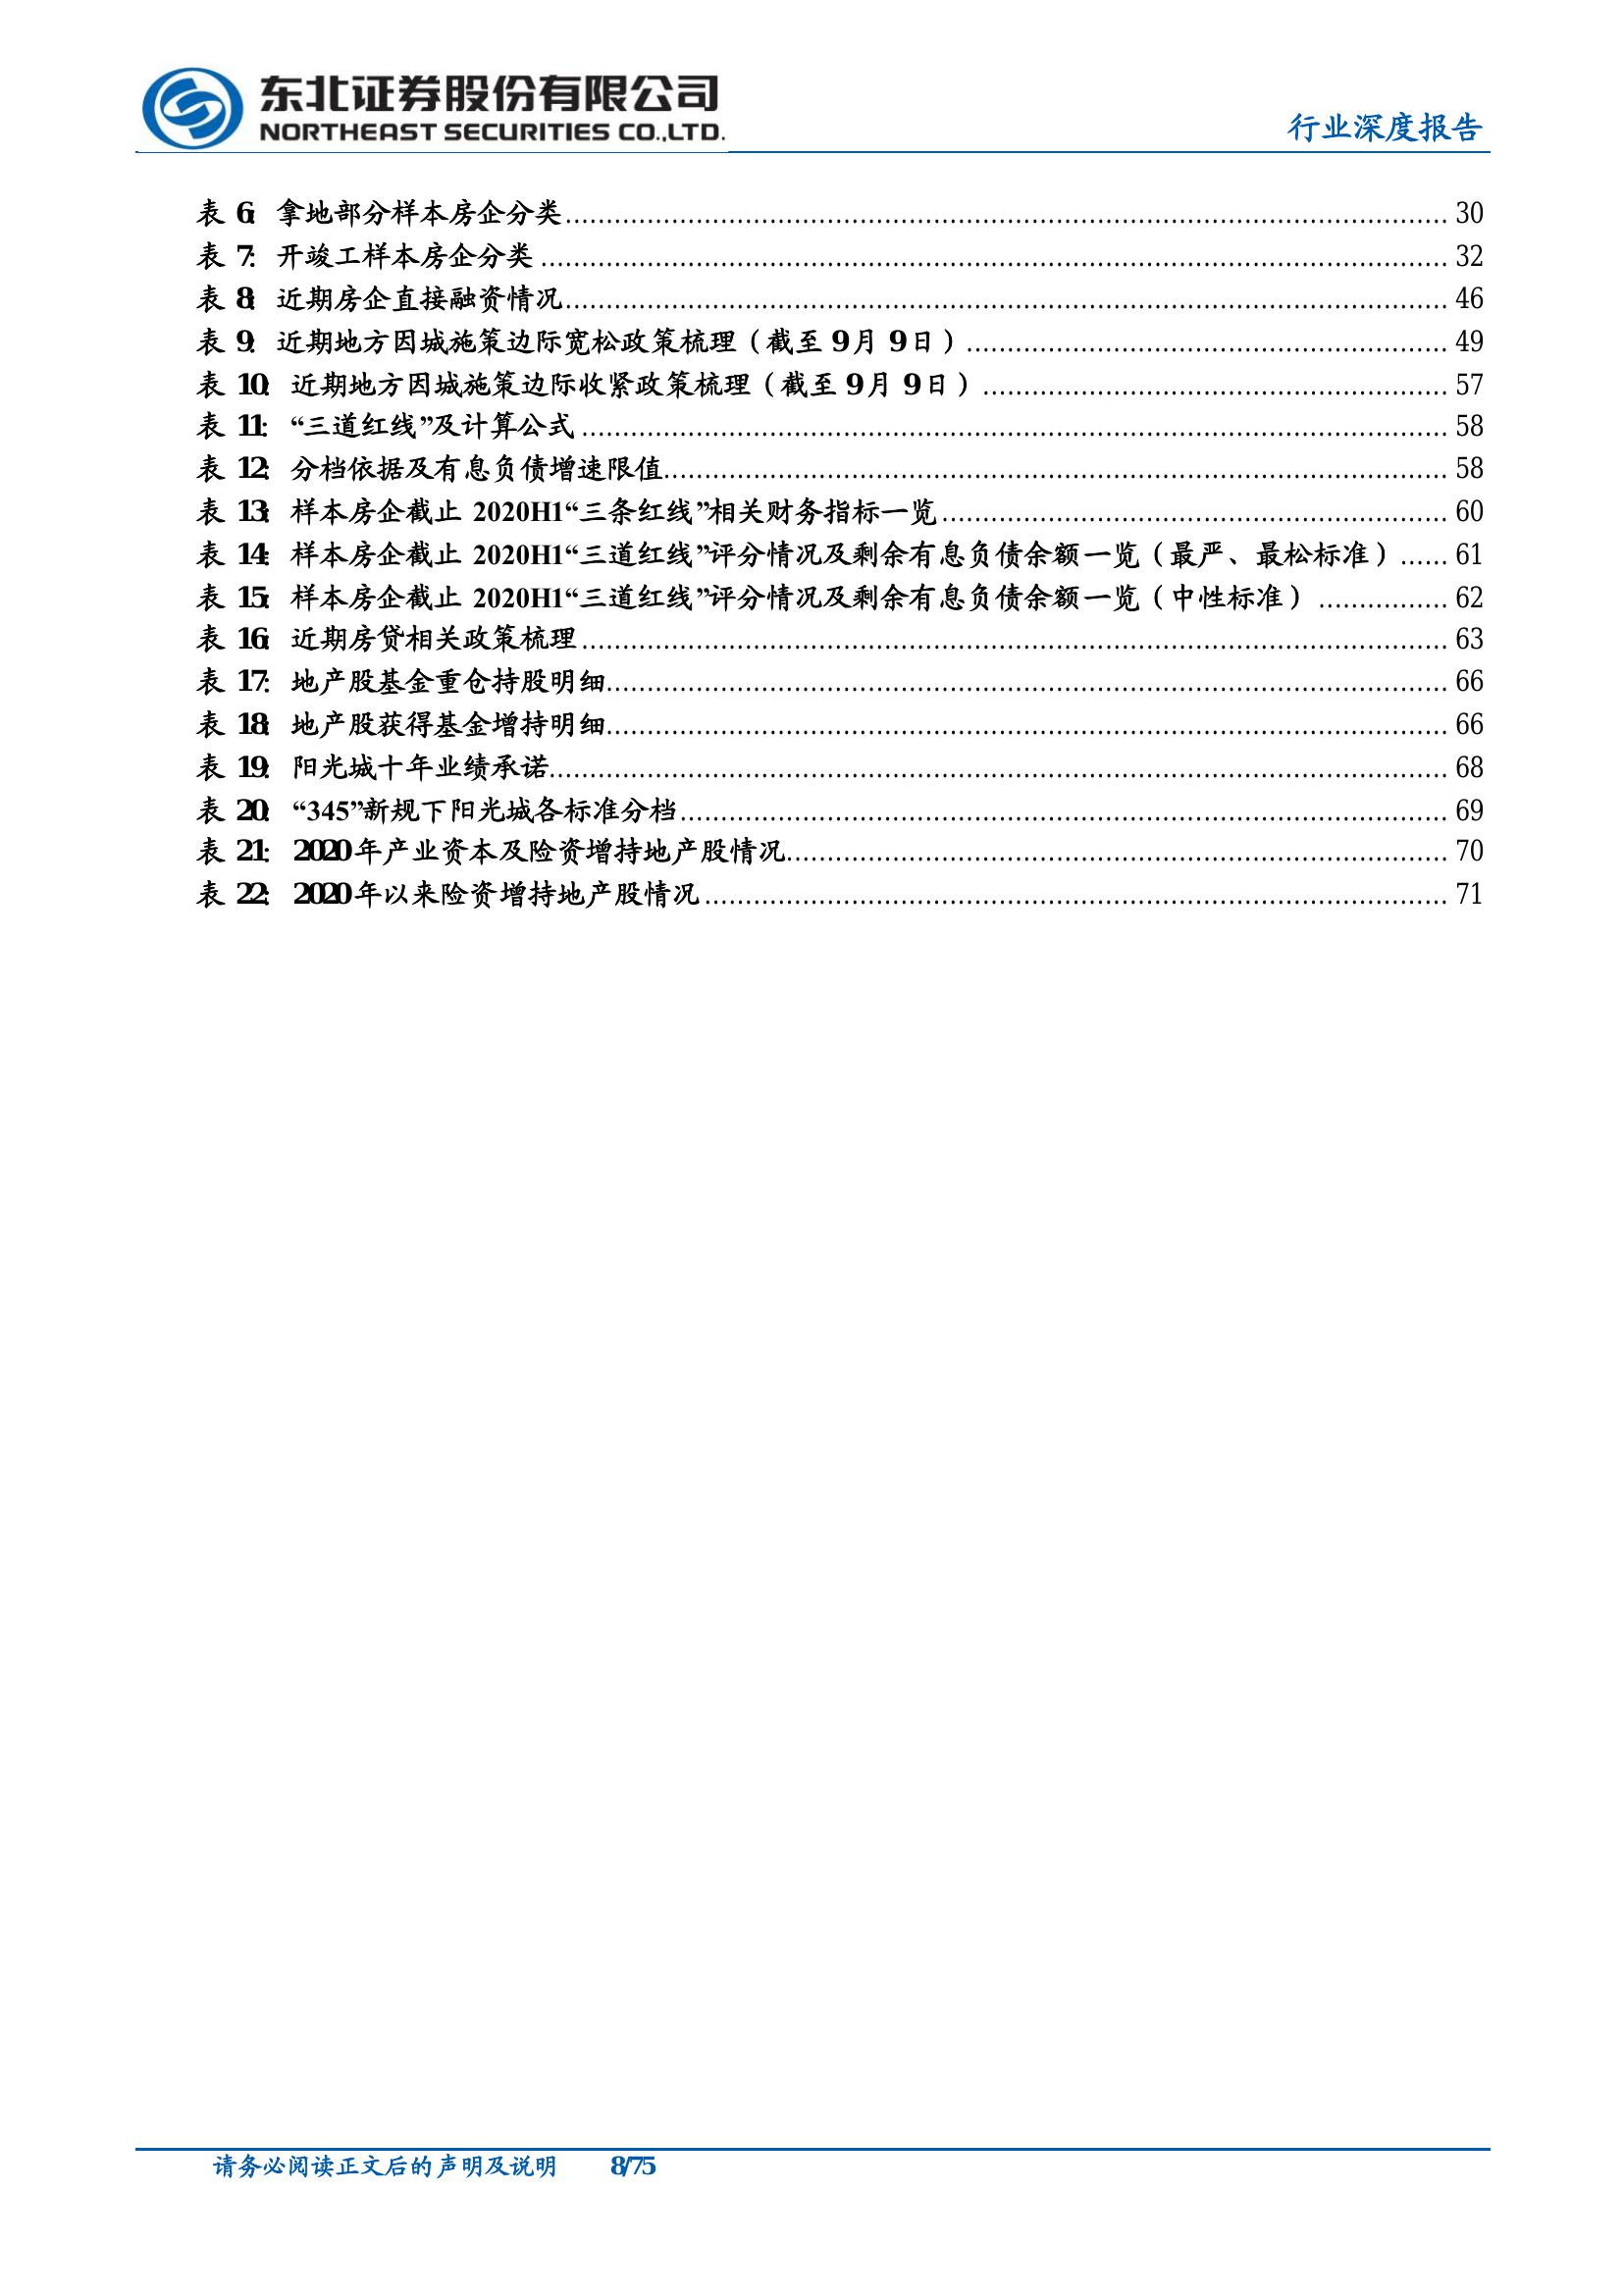 东北证券股份有限公司
NORTHEAST SECURITIES CO.,LTD.
行业深度报告
表 6: 拿地部分样本房企分类 30
表 7: 开竣工样本房企分类 32
表 8: 近期房企直接融资情况 46
表 9: 近期地方因城施策边际宽松政策梳理（截至 9月 9日） 49
表 10: 近期地方因城施策边际收紧政策梳理（截至 9月 9日） 57
表 11: “三道红线”及计算公式 58
表 12: 分档依据及有息负债增速限值 58
表 13: 样本房企截止 2020H1“三条红线”相关财务指标一览 60
表 14: 样本房企截止 2020H1“三道红线”评分情况及剩余有息负债余额一览（最严、最松标准） 61
表 15: 样本房企截止 2020H1“三道红线”评分情况及剩余有息负债余额一览（中性标准） 62
表 16: 近期房贷相关政策梳理 63
表 17: 地产股基金重仓持股明细 66
表 18: 地产股获得基金增持明细 66
表 19: 阳光城十年业绩承诺 68
表 20: “345”新规下阳光城各标准分档 69
表 21: 2020年产业资本及险资增持地产股情况 70
表 22: 2020年以来险资增持地产股情况 71
请务必阅读正文后的声明及说明 8/75